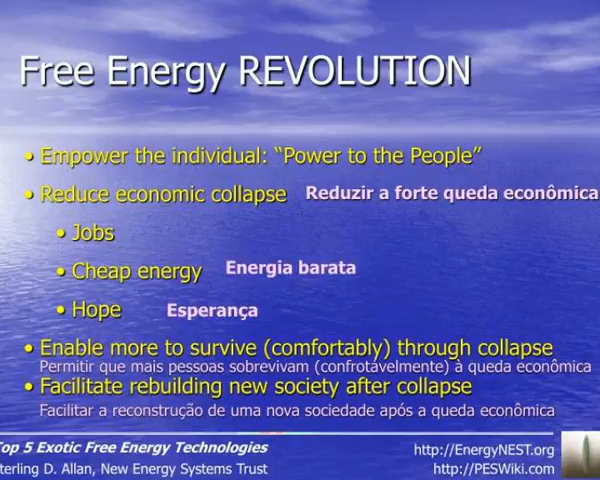 Free Energy REVOLUTION
• Empower the individual: “Power to the People”
• Reduce economic collapse Reduzir a forte queda econômica
• Jobs
• Cheap energy Energia barata
• Hope Esperança
• Enable more to survive (comfortably) through collapse
Permitir que mais pessoas sobrevivam (confrotávelmente) à queda econômica
• Facilitate rebuilding new society after collapse
Facilitar a reconstrução de uma nova sociedade após a queda econômica
Top 5 Exotic Free Energy Technologies http://EnergyNEST.org
terling D. Allan, New Energy Systems Trust http://PESWiki.com